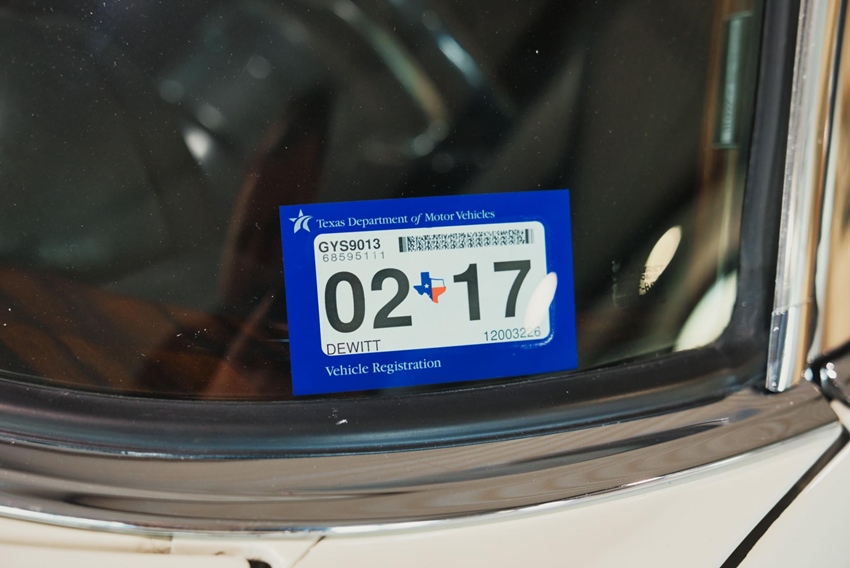 Texas Department of Motor Vehicles
GYS9013
68595111
02 17
DEWITT 12003226
Vehicle Registration